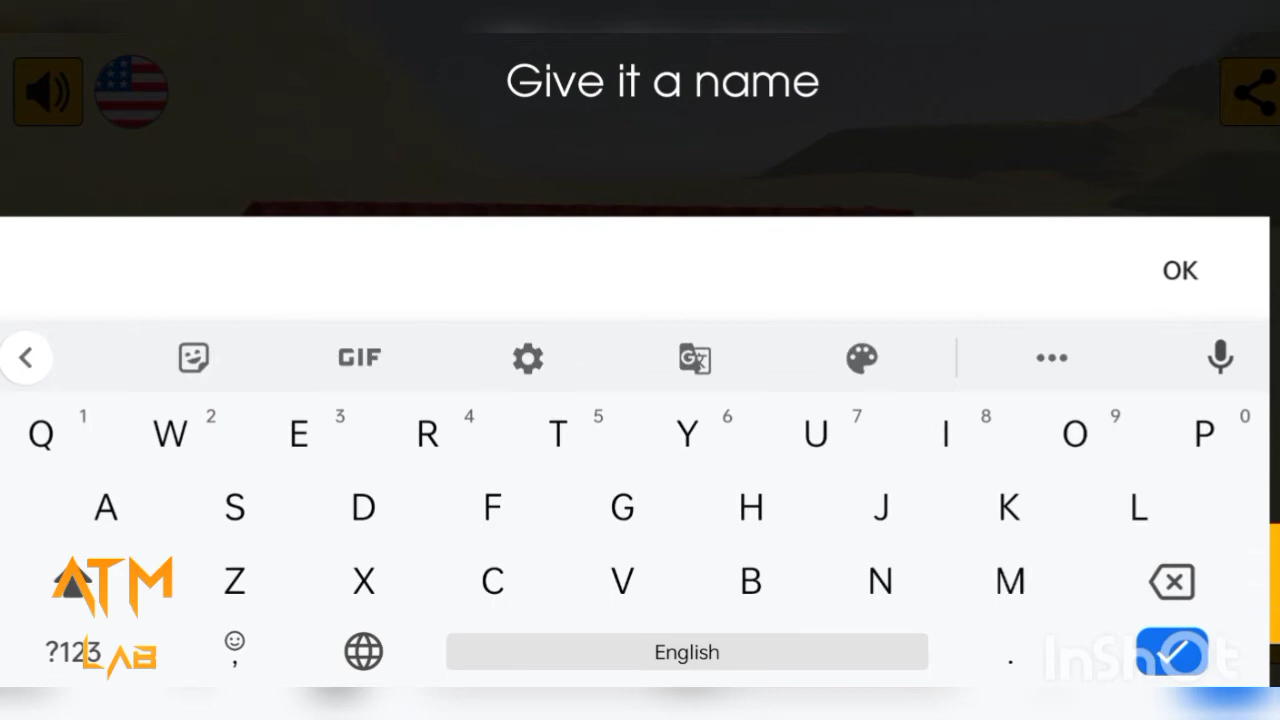 Give it a name
OK
GIF
Q 1 W 2 E 3 R 4 T 5 Y 6 U 7 I 8 O 9 P 0
A S D F G H J K L
ATM Z X C V B N M
?123 , English .
LAB
InShOt